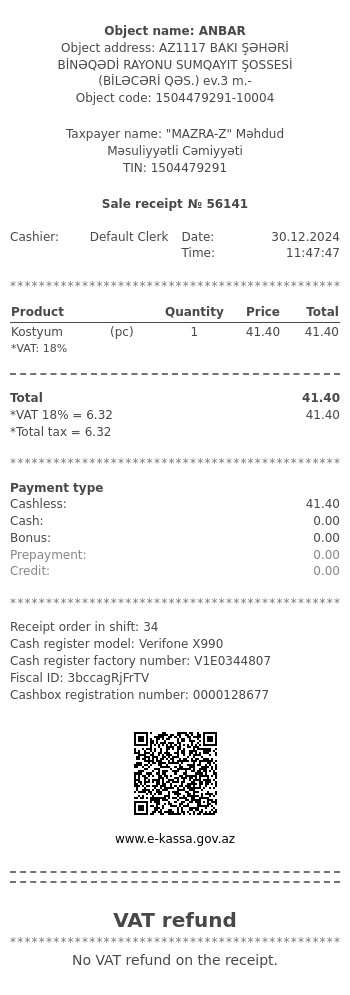 Object name: ANBAR
Object address: AZ1117 BAKI ŞƏHƏRİ
BİNƏQƏDİ RAYONU SUMQAYIT ŞOSSESİ
(BİLƏCƏRİ QƏS.) ev.3 m.-
Object code: 1504479291-10004
Taxpayer name: "MAZRA-Z" Məhdud
Məsuliyyətli Cəmiyyəti
TIN: 1504479291
Sale receipt № 56141
Cashier: Default Clerk Date: 30.12.2024
Time: 11:47:47
************************************************
Product Quantity Price Total
Kostyum (pc) 1 41.40 41.40
*VAT: 18%
Total 41.40
*VAT 18% = 6.32 41.40
*Total tax = 6.32
************************************************
Payment type
Cashless: 41.40
Cash: 0.00
Bonus: 0.00
Prepayment: 0.00
Credit: 0.00
************************************************
Receipt order in shift: 34
Cash register model: Verifone X990
Cash register factory number: V1E0344807
Fiscal ID: 3bccagRjFrTV
Cashbox registration number: 0000128677
www.e-kassa.gov.az
VAT refund
************************************************
No VAT refund on the receipt.